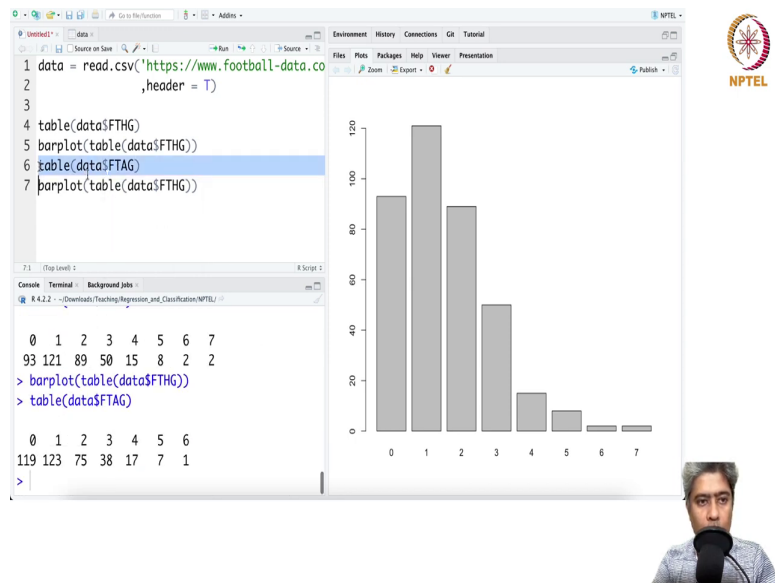 Go to file/function
Addins
NPTEL
Untitled1*
data
Source on Save
Run
Source
1 data = read.csv('https://www.football-data.co
2 ,header = T)
3
4 table(data$FTHG)
5 barplot(table(data$FTHG))
6 table(data$FTAG)
7 barplot(table(data$FTHG))
7:1 (Top Level)
R Script
Console Terminal Background Jobs
R 4.2.2 · ~/Downloads/Teaching/Regression_and_Classification/NPTEL/
0 1 2 3 4 5 6 7
93 121 89 50 15 8 2 2
> barplot(table(data$FTHG))
> table(data$FTAG)
0 1 2 3 4 5 6
119 123 75 38 17 7 1
>
Environment History Connections Git Tutorial
Files Plots Packages Help Viewer Presentation
Zoom Export
Publish
120
100
80
60
40
20
0
0 1 2 3 4 5 6 7
NPTEL